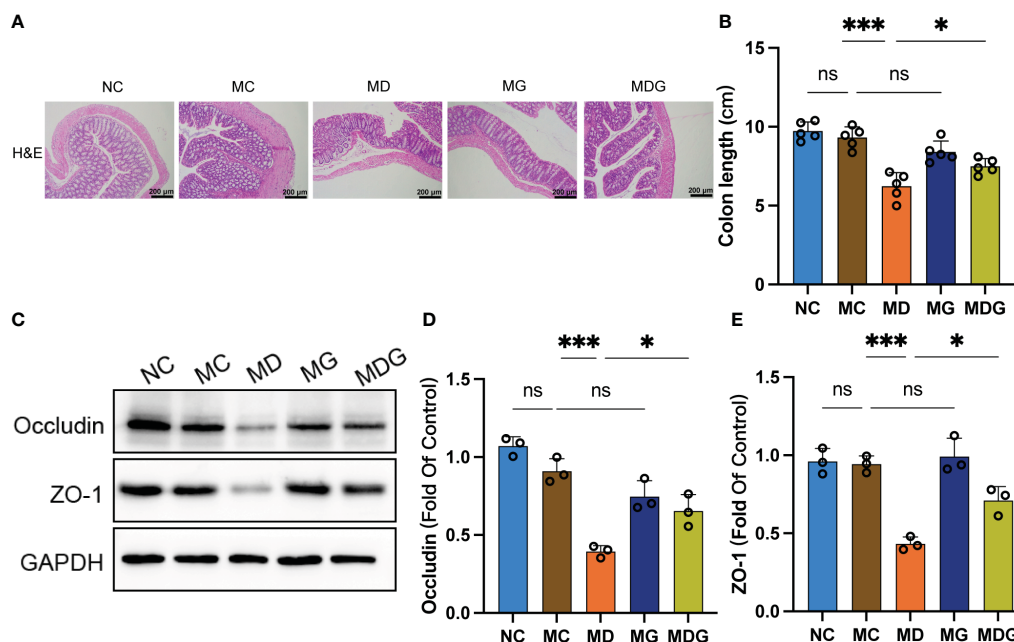 A
NC MC MD MG MDG
H&E
200 µm 200 µm 200 µm 200 µm 200 µm
B
*** *
ns ns
Colon length (cm)
15
10
5
0
NC MC MD MG MDG
C
NC MC MD MG MDG
Occludin
ZO-1
GAPDH
D
*** *
ns ns
Occludin (Fold Of Control)
1.5
1.0
0.5
0.0
NC MC MD MG MDG
E
*** *
ns ns
ZO-1 (Fold Of Control)
1.5
1.0
0.5
0.0
NC MC MD MG MDG